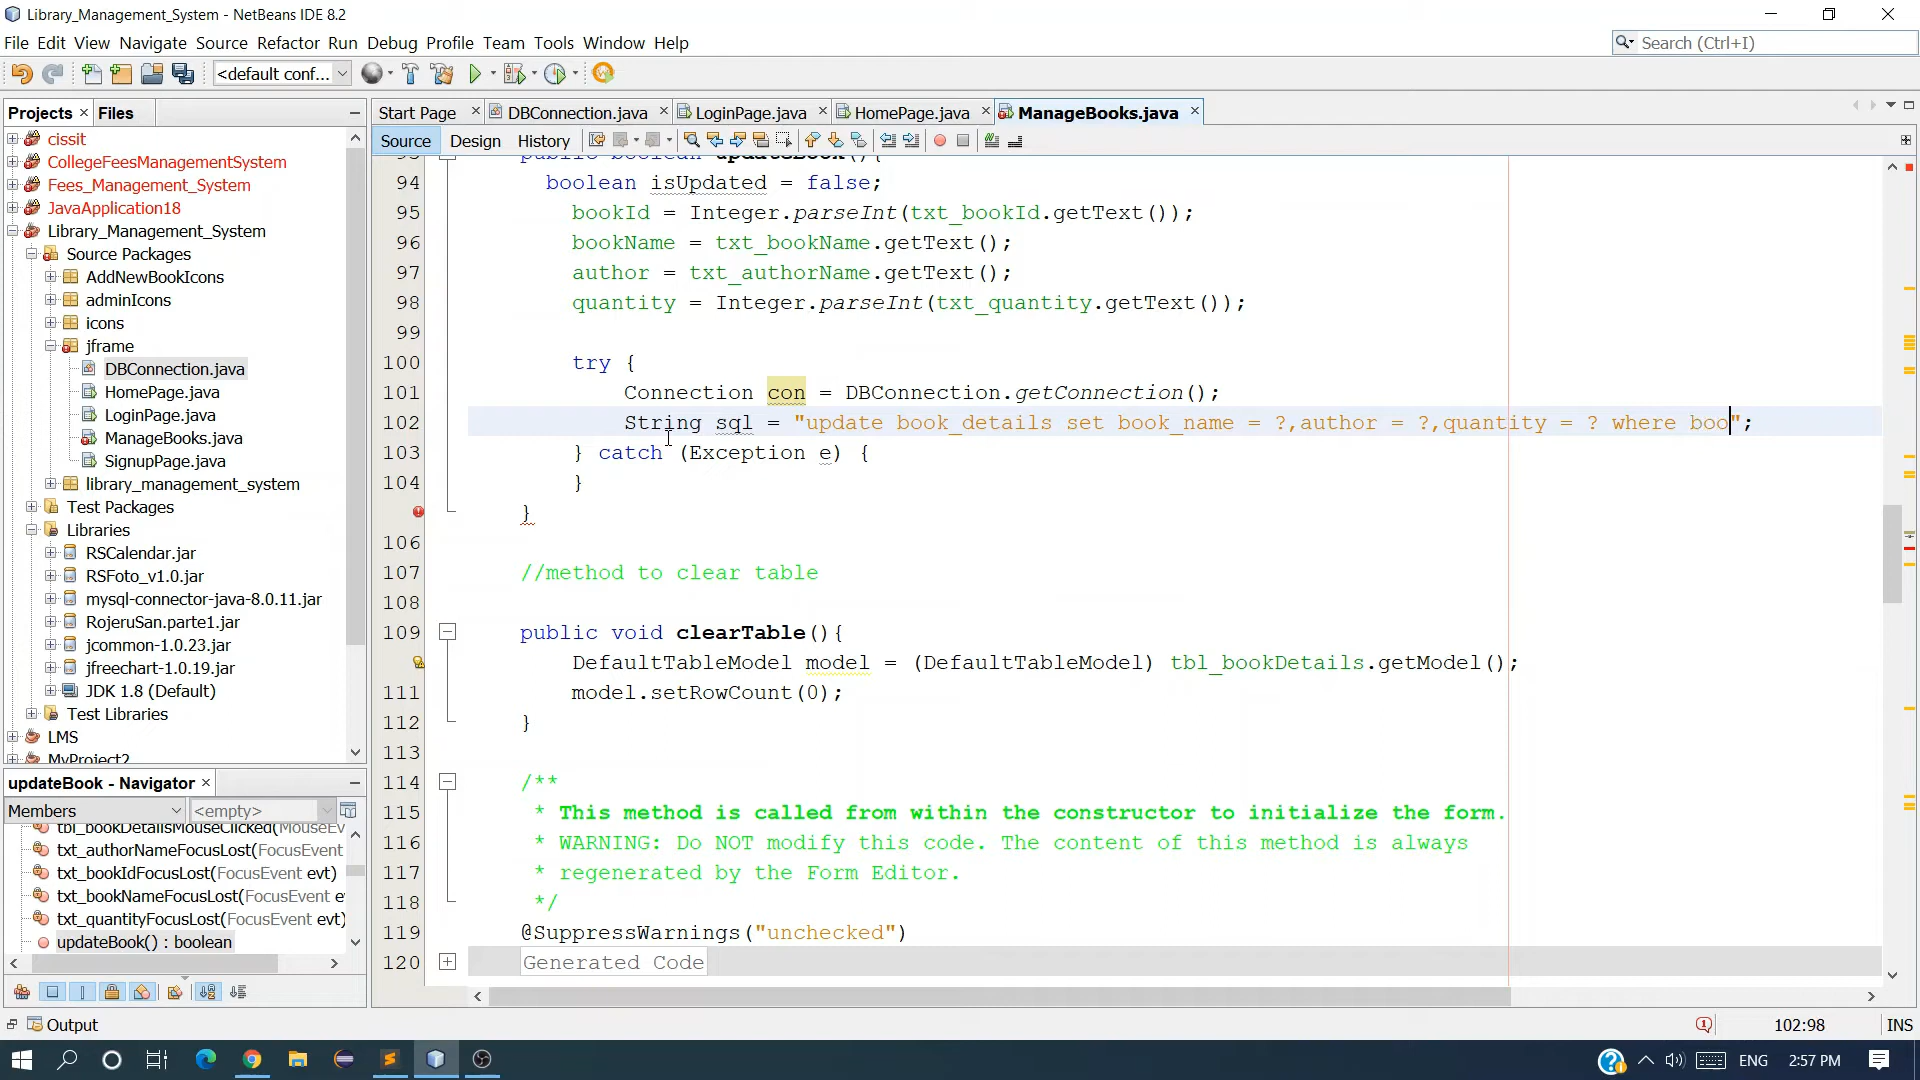 Library_Management_System - NetBeans IDE 8.2
File Edit View Navigate Source Refactor Run Debug Profile Team Tools Window Help
Search (Ctrl+I)
<default conf...
Projects
Files
Start Page
DBConnection.java
LoginPage.java
HomePage.java
ManageBooks.java
Source
Design
History
cissit
CollegeFeesManagementSystem
Fees_Management_System
JavaApplication18
Library_Management_System
Source Packages
AddNewBookIcons
adminIcons
icons
jframe
DBConnection.java
HomePage.java
LoginPage.java
ManageBooks.java
SignupPage.java
library_management_system
Test Packages
Libraries
RSCalendar.jar
RSFoto_v1.0.jar
mysql-connector-java-8.0.11.jar
RojeruSan.parte1.jar
jcommon-1.0.23.jar
jfreechart-1.0.19.jar
JDK 1.8 (Default)
Test Libraries
LMS
MyProject2
updateBook - Navigator
Members
<empty>
tbl_bookDetailsMouseClicked(MouseEv
txt_authorNameFocusLost(FocusEvent
txt_bookIdFocusLost(FocusEvent evt)
txt_bookNameFocusLost(FocusEvent e
txt_quantityFocusLost(FocusEvent evt)
updateBook() : boolean
93 public boolean updateBook(){
94 boolean isUpdated = false;
95 bookId = Integer.parseInt(txt_bookId.getText());
96 bookName = txt_bookName.getText();
97 author = txt_authorName.getText();
98 quantity = Integer.parseInt(txt_quantity.getText());
99
100 try {
101 Connection con = DBConnection.getConnection();
102 String sql = "update book_details set book_name = ?,author = ?,quantity = ? where boo";
103 } catch (Exception e) {
104 }
}
106
107 //method to clear table
108
109 public void clearTable(){
DefaultTableModel model = (DefaultTableModel) tbl_bookDetails.getModel();
111 model.setRowCount(0);
112 }
113
114 /**
115 * This method is called from within the constructor to initialize the form.
116 * WARNING: Do NOT modify this code. The content of this method is always
117 * regenerated by the Form Editor.
118 */
119 @SuppressWarnings("unchecked")
120 Generated Code
Output
102:98
INS
ENG
2:57 PM